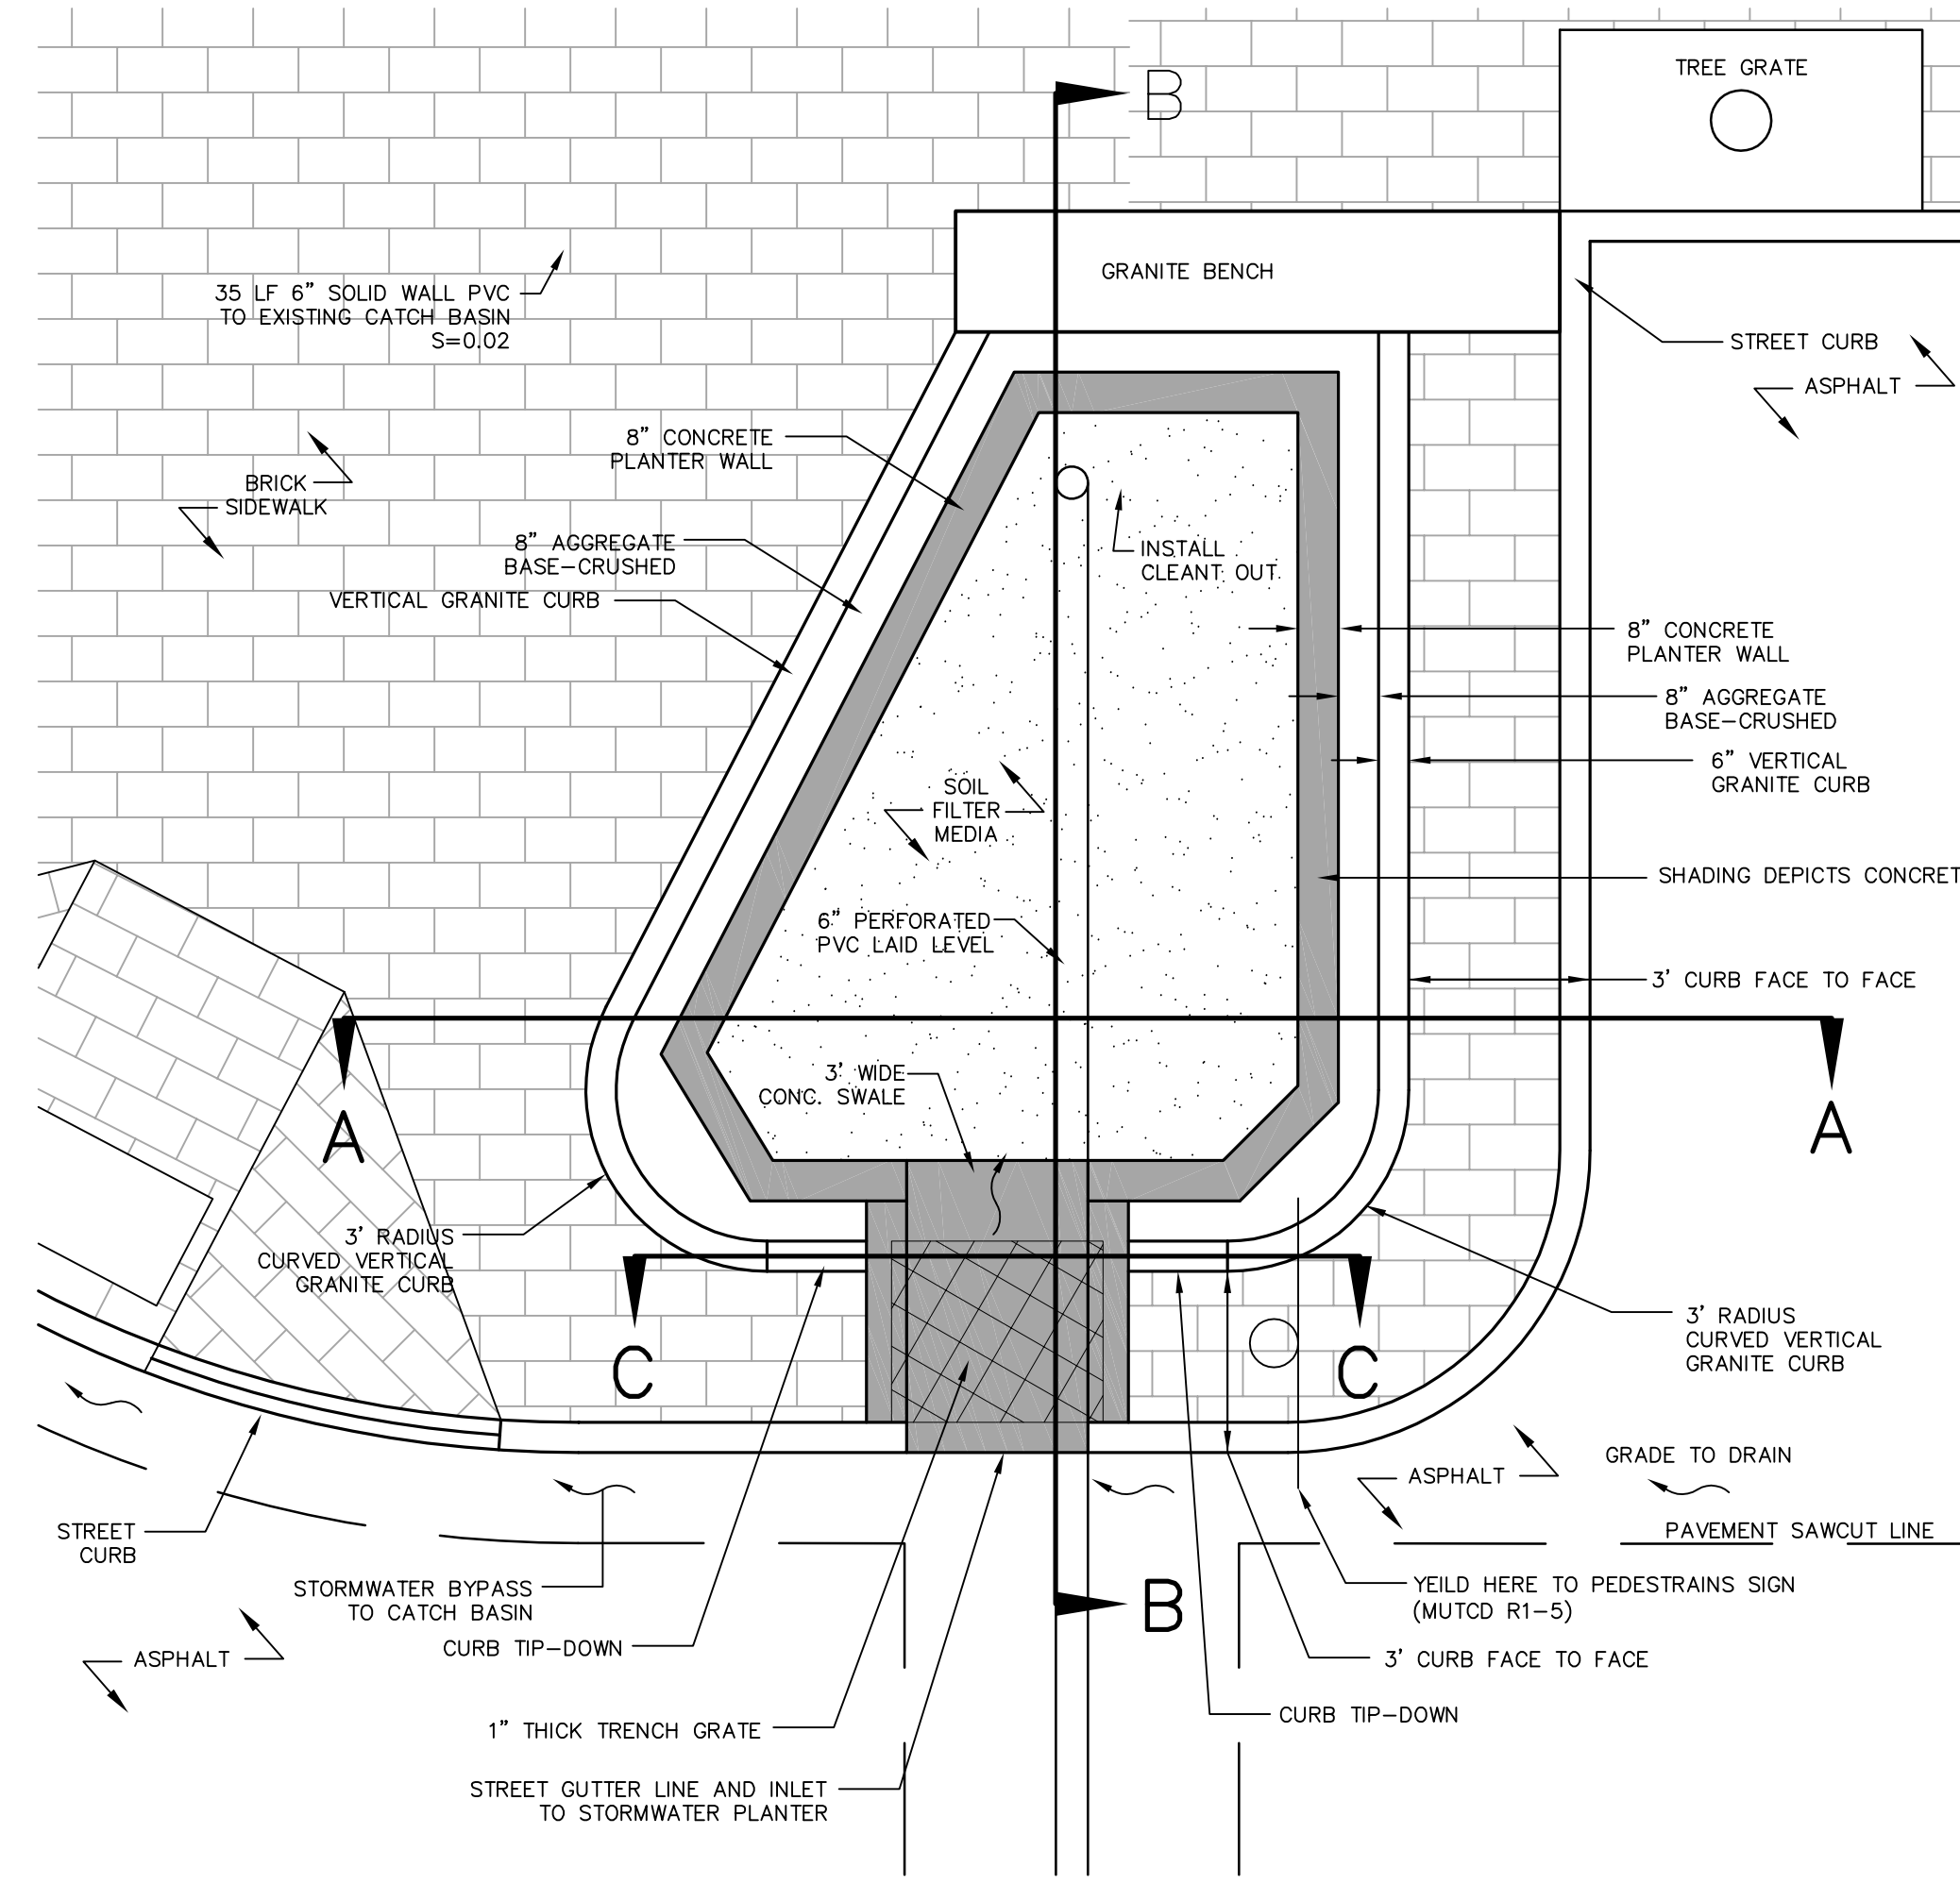 TREE GRATE
B
GRANITE BENCH
35 LF 6” SOLID WALL PVC
TO EXISTING CATCH BASIN
S=0.02
STREET CURB
ASPHALT
8” CONCRETE
PLANTER WALL
BRICK
SIDEWALK
8” AGGREGATE
BASE-CRUSHED
INSTALL
CLEANT OUT
VERTICAL GRANITE CURB
8” CONCRETE
PLANTER WALL
8” AGGREGATE
BASE-CRUSHED
6” VERTICAL
GRANITE CURB
SOIL
FILTER
MEDIA
SHADING DEPICTS CONCRET
6” PERFORATED
PVC LAID LEVEL
3’ CURB FACE TO FACE
3’ WIDE
CONC. SWALE
A
A
3’ RADIUS
CURVED VERTICAL
GRANITE CURB
C
C
3’ RADIUS
CURVED VERTICAL
GRANITE CURB
GRADE TO DRAIN
ASPHALT
PAVEMENT SAWCUT LINE
STREET
CURB
STORMWATER BYPASS
TO CATCH BASIN
B
YEILD HERE TO PEDESTRAINS SIGN
(MUTCD R1-5)
CURB TIP-DOWN
3’ CURB FACE TO FACE
ASPHALT
CURB TIP-DOWN
1” THICK TRENCH GRATE
STREET GUTTER LINE AND INLET
TO STORMWATER PLANTER